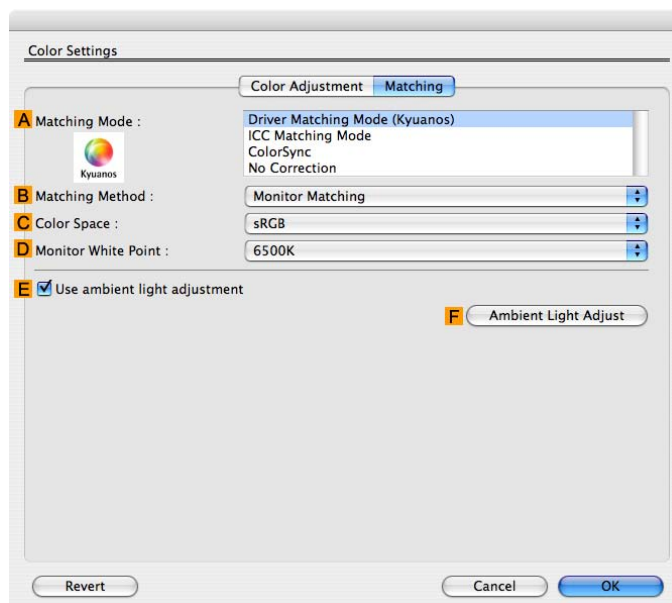 Color Settings
Color Adjustment Matching
A Matching Mode :
Driver Matching Mode (Kyuanos)
ICC Matching Mode
ColorSync
No Correction
Kyuanos
B Matching Method : Monitor Matching
C Color Space : sRGB
D Monitor White Point : 6500K
E Use ambient light adjustment
F Ambient Light Adjust
Revert Cancel OK